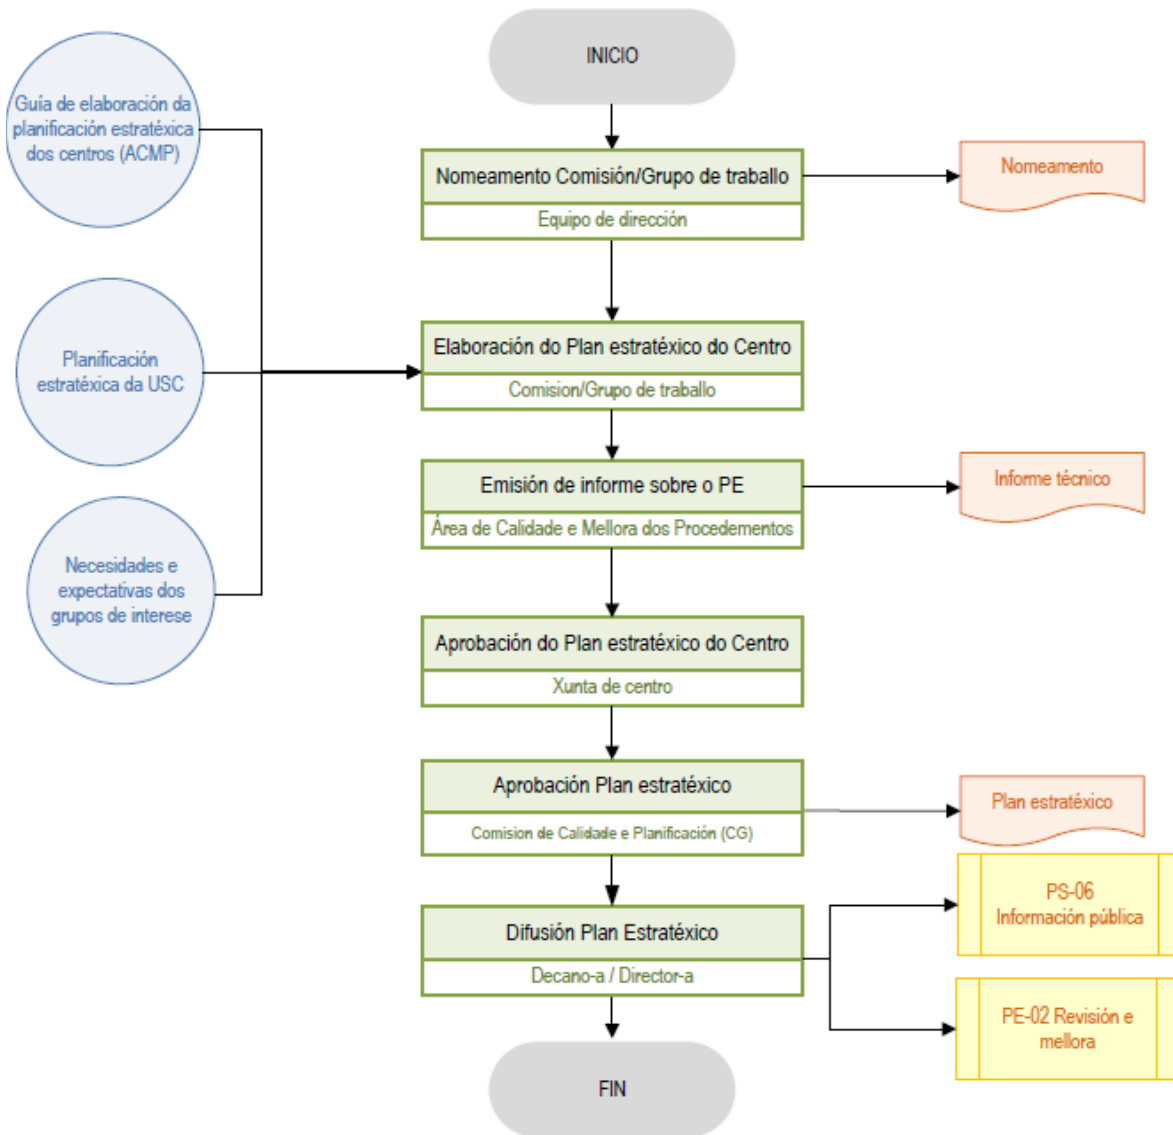 INICIO
Guía de elaboración da
planificación estratéxica
dos centros (ACMP)
Nomeamento Comisión/Grupo de traballo
Equipo de dirección
Nomeamento
Planificación
estratéxica da USC
Elaboración do Plan estratéxico do Centro
Comision/Grupo de traballo
Emisión de informe sobre o PE
Área de Calidade e Mellora dos Procedementos
Informe técnico
Necesidades e
expectativas dos
grupos de interese
Aprobación do Plan estratéxico do Centro
Xunta de centro
Aprobación Plan estratéxico
Comision de Calidade e Planificación (CG)
Plan estratéxico
Difusión Plan Estratéxico
Decano-a / Director-a
PS-06
Información pública
PE-02 Revisión e
mellora
FIN